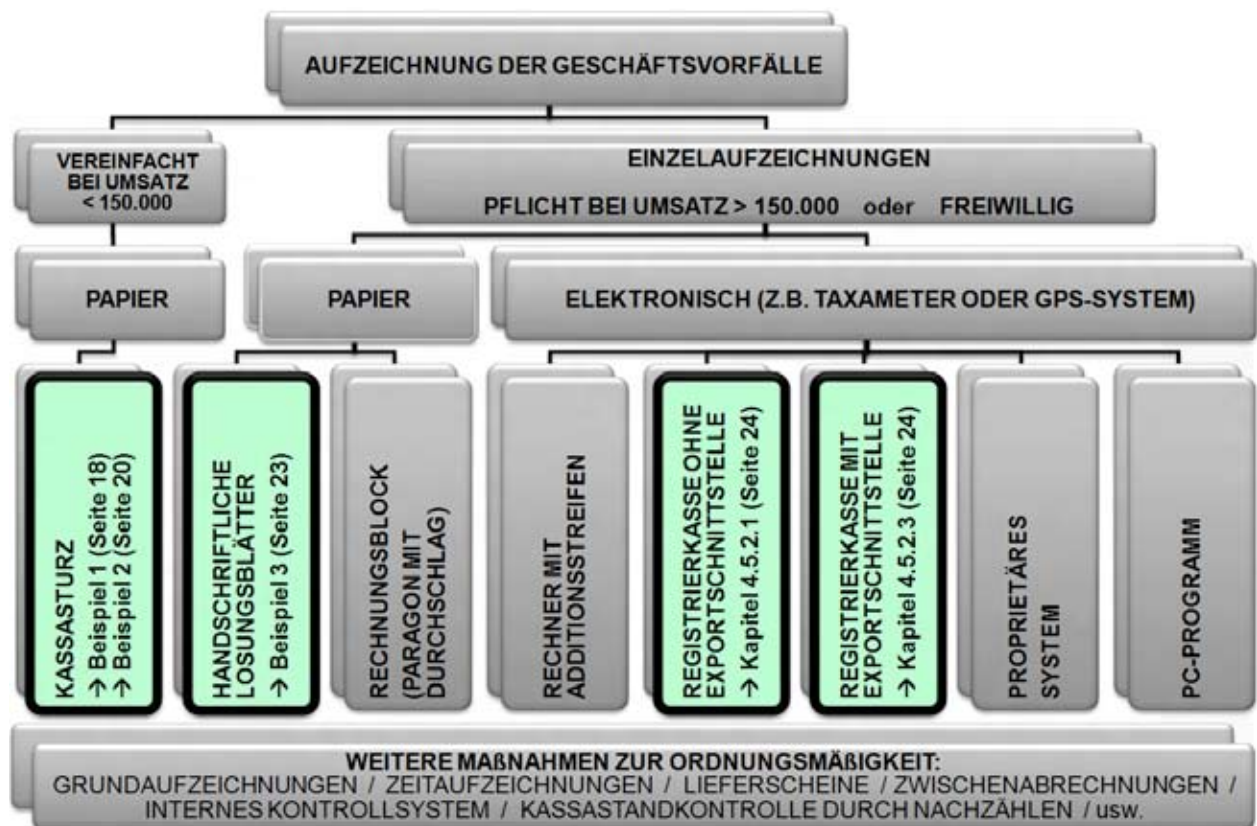 AUFZEICHNUNG DER GESCHÄFTSVORFÄLLE
VEREINFACHT
BEI UMSATZ
< 150.000
EINZELAUFZEICHNUNGEN
PFLICHT BEI UMSATZ > 150.000 oder FREIWILLIG
PAPIER
PAPIER
ELEKTRONISCH (Z.B. TAXAMETER ODER GPS-SYSTEM)
KASSASTURZ
→ Beispiel 1 (Seite 18)
→ Beispiel 2 (Seite 20)
HANDSCHRIFTLICHE
LOSUNGSBLÄTTER
→ Beispiel 3 (Seite 23)
RECHNUNGSBLOCK
(PARAGON MIT
DURCHSCHLAG)
RECHNER MIT
ADDITIONSSTREIFEN
REGISTRIERKASSE OHNE
EXPORTSCHNITTSTELLE
→ Kapitel 4.5.2.1 (Seite 24)
REGISTRIERKASSE MIT
EXPORTSCHNITTSTELLE
→ Kapitel 4.5.2.3 (Seite 24)
PROPRIETÄRES
SYSTEM
PC-PROGRAMM
WEITERE MAßNAHMEN ZUR ORDNUNGSMÄßIGKEIT:
GRUNDAUFZEICHNUNGEN / ZEITAUFZEICHNUNGEN / LIEFERSCHEINE / ZWISCHENABRECHNUNGEN /
INTERNES KONTROLLSYSTEM / KASSASTANDKONTROLLE DURCH NACHZÄHLEN / usw.